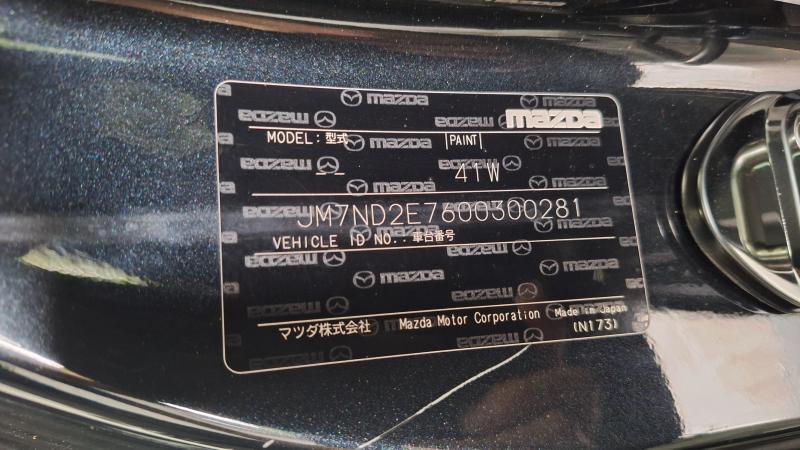 mazda
MODEL : 型式 PAINT
-- 41W
JM7ND2E7600300281
VEHICLE ID NO. : 車台番号
マツダ株式会社 Mazda Motor Corporation Made in Japan
(N173)